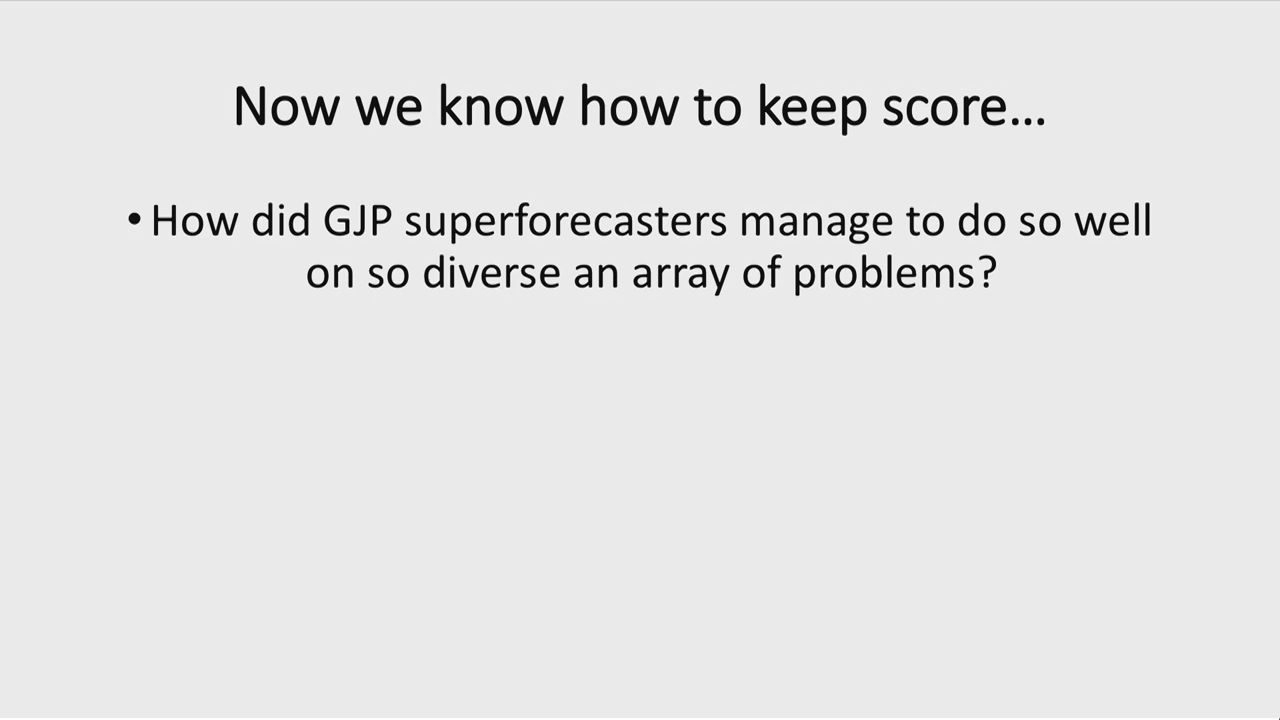 Now we know how to keep score…
• How did GJP superforecasters manage to do so well
on so diverse an array of problems?